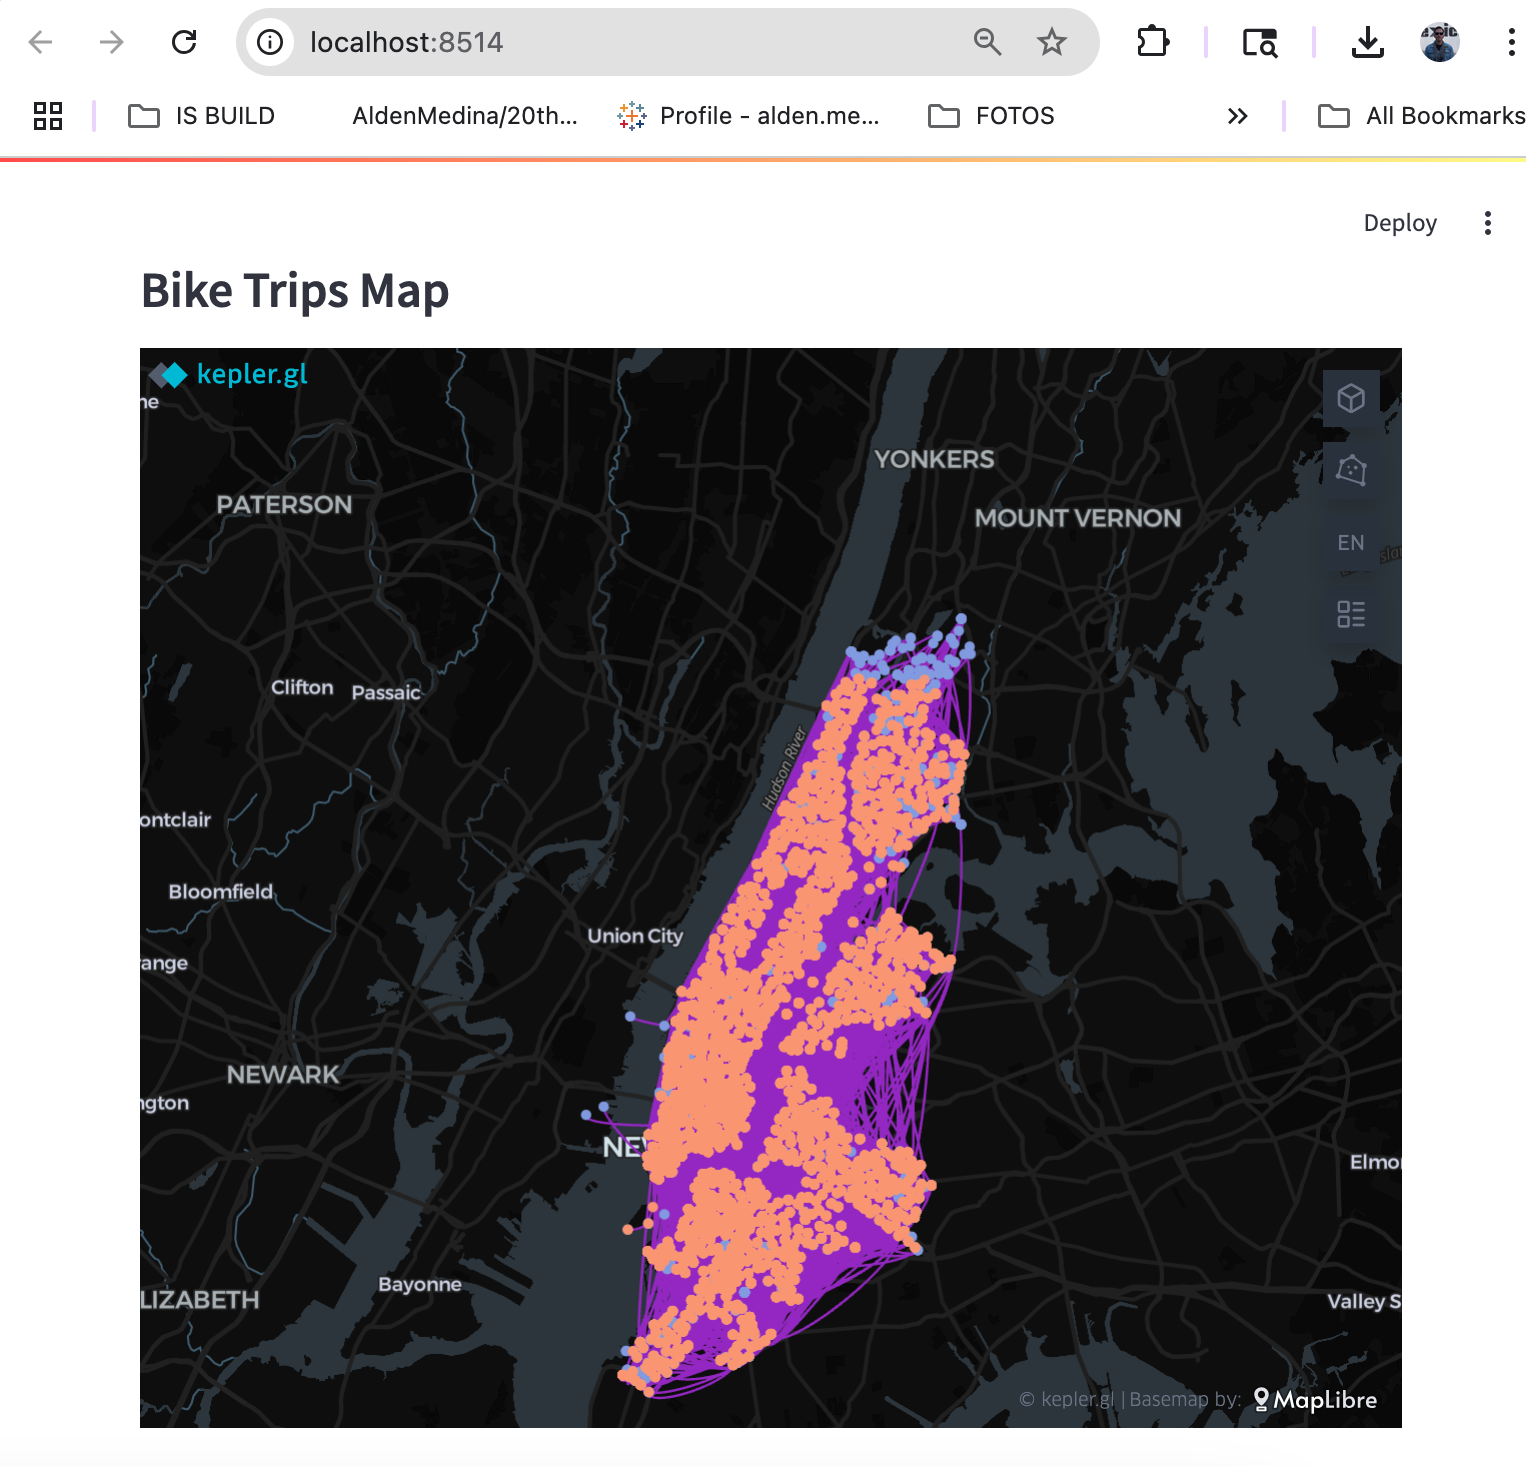 localhost:8514
IS BUILD
AldenMedina/20th...
Profile - alden.me...
FOTOS
All Bookmarks
Deploy
Bike Trips Map
kepler.gl
ne
YONKERS
PATERSON
MOUNT VERNON
EN
Clifton
Passaic
Hudson River
ontclair
Bloomfield
Union City
ange
NEWARK
ngton
NEW
Elmo
Bayonne
LIZABETH
Valley S
© kepler.gl | Basemap by: MapLibre